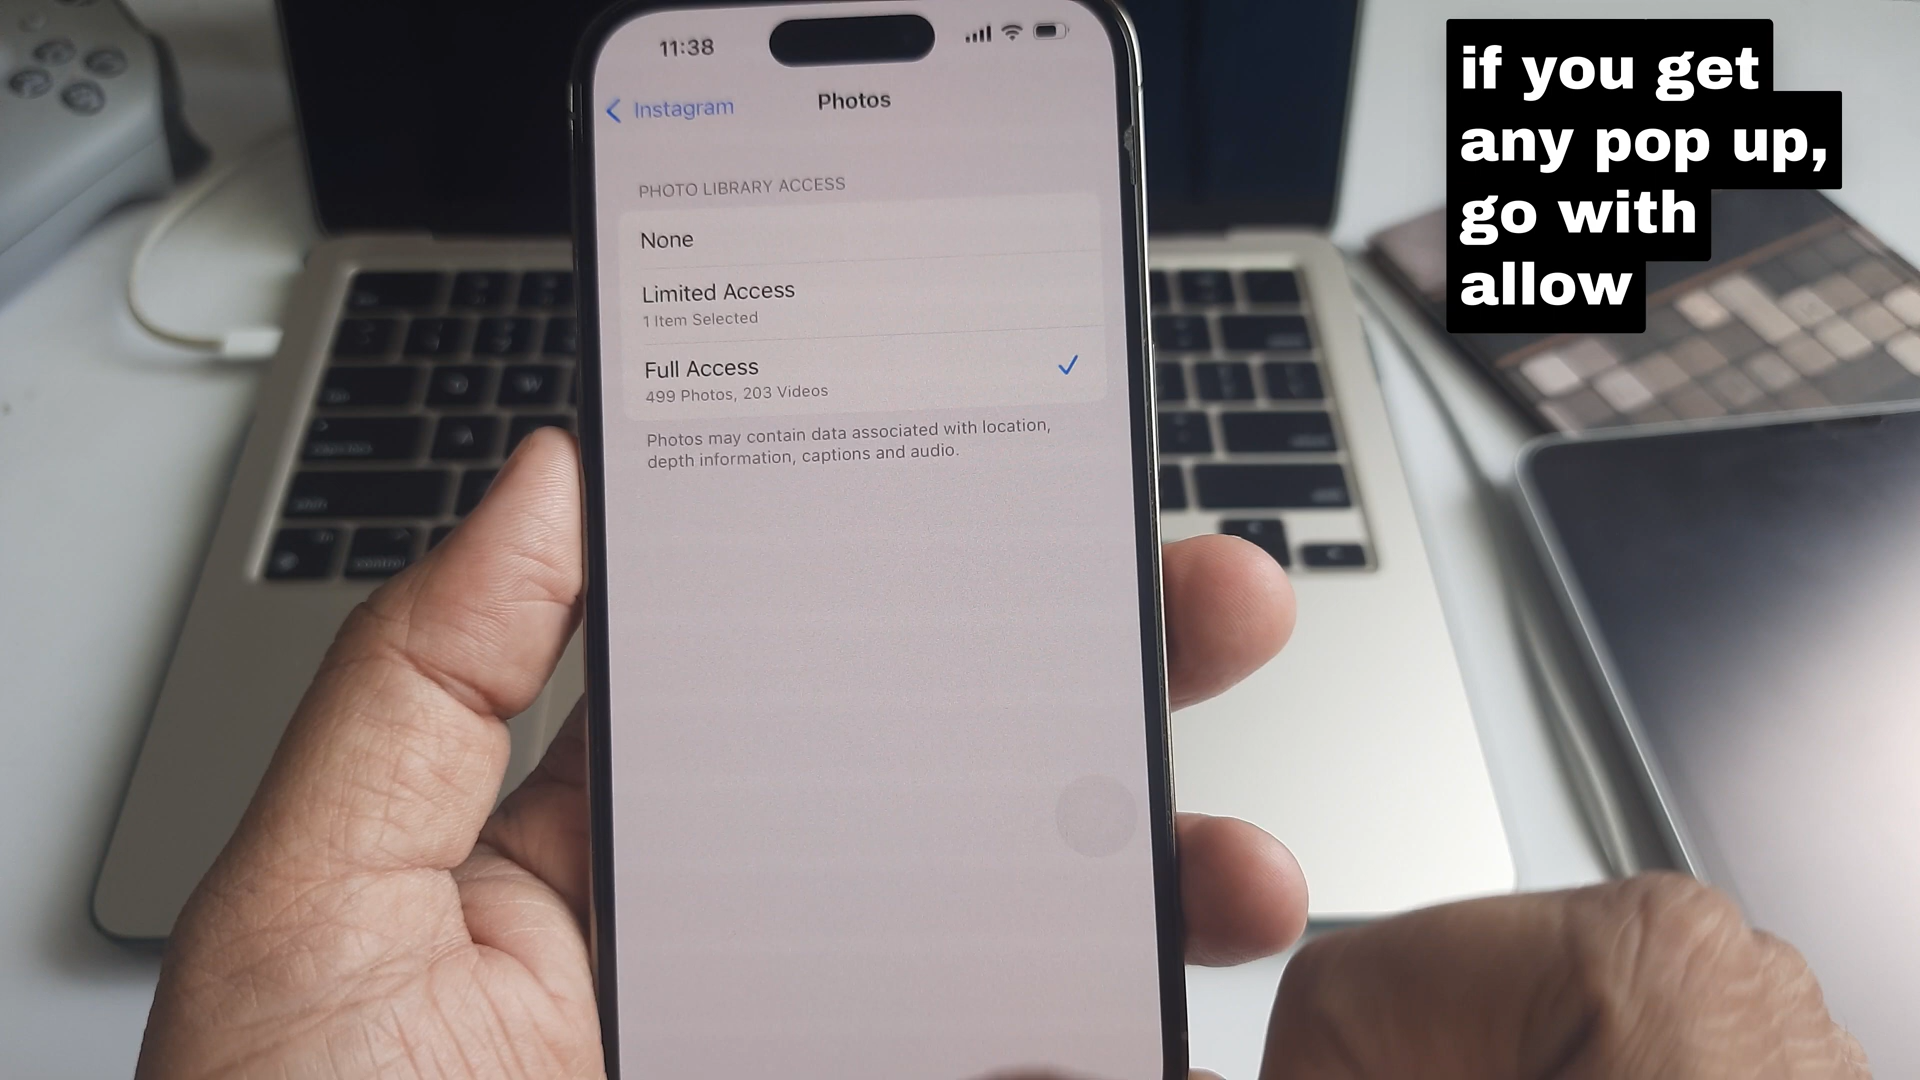 11:38
Instagram
Photos
PHOTO LIBRARY ACCESS
None
Limited Access
1 Item Selected
Full Access
499 Photos, 203 Videos
Photos may contain data associated with location,
depth information, captions and audio.
if you get
any pop up,
go with
allow
control